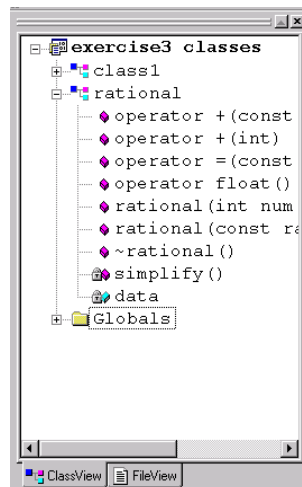 exercise3 classes
class1
rational
operator +(const
operator +(int)
operator =(const
operator float()
rational(int num
rational(const ra
~rational()
simplify()
data
Globals
ClassView FileView